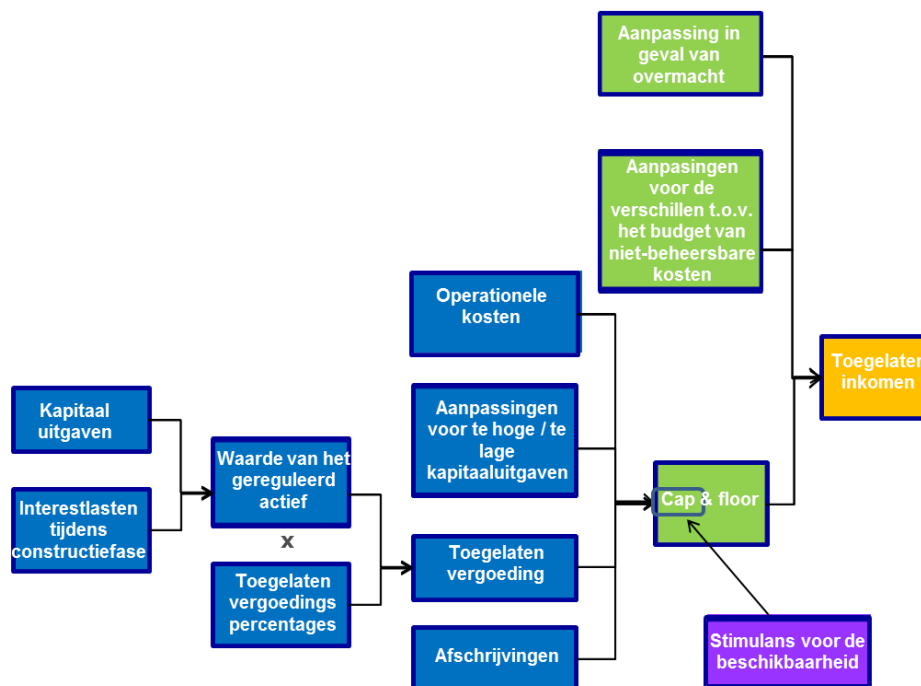 Aanpassing in
geval van
overmacht
Aanpasingen
voor de
verschillen t.o.v.
het budget van
niet-beheersbare
kosten
Operationele
kosten
Toegelaten
inkomen
Kapitaal
uitgaven
Aanpassingen
voor te hoge / te
lage
kapitaaluitgaven
Waarde van het
gereguleerd
actief
Interestlasten
tijdens
constructiefase
Cap & floor
x
Toegelaten
vergoeding
Toegelaten
vergoedings
percentages
Afschrijvingen
Stimulans voor de
beschikbaarheid